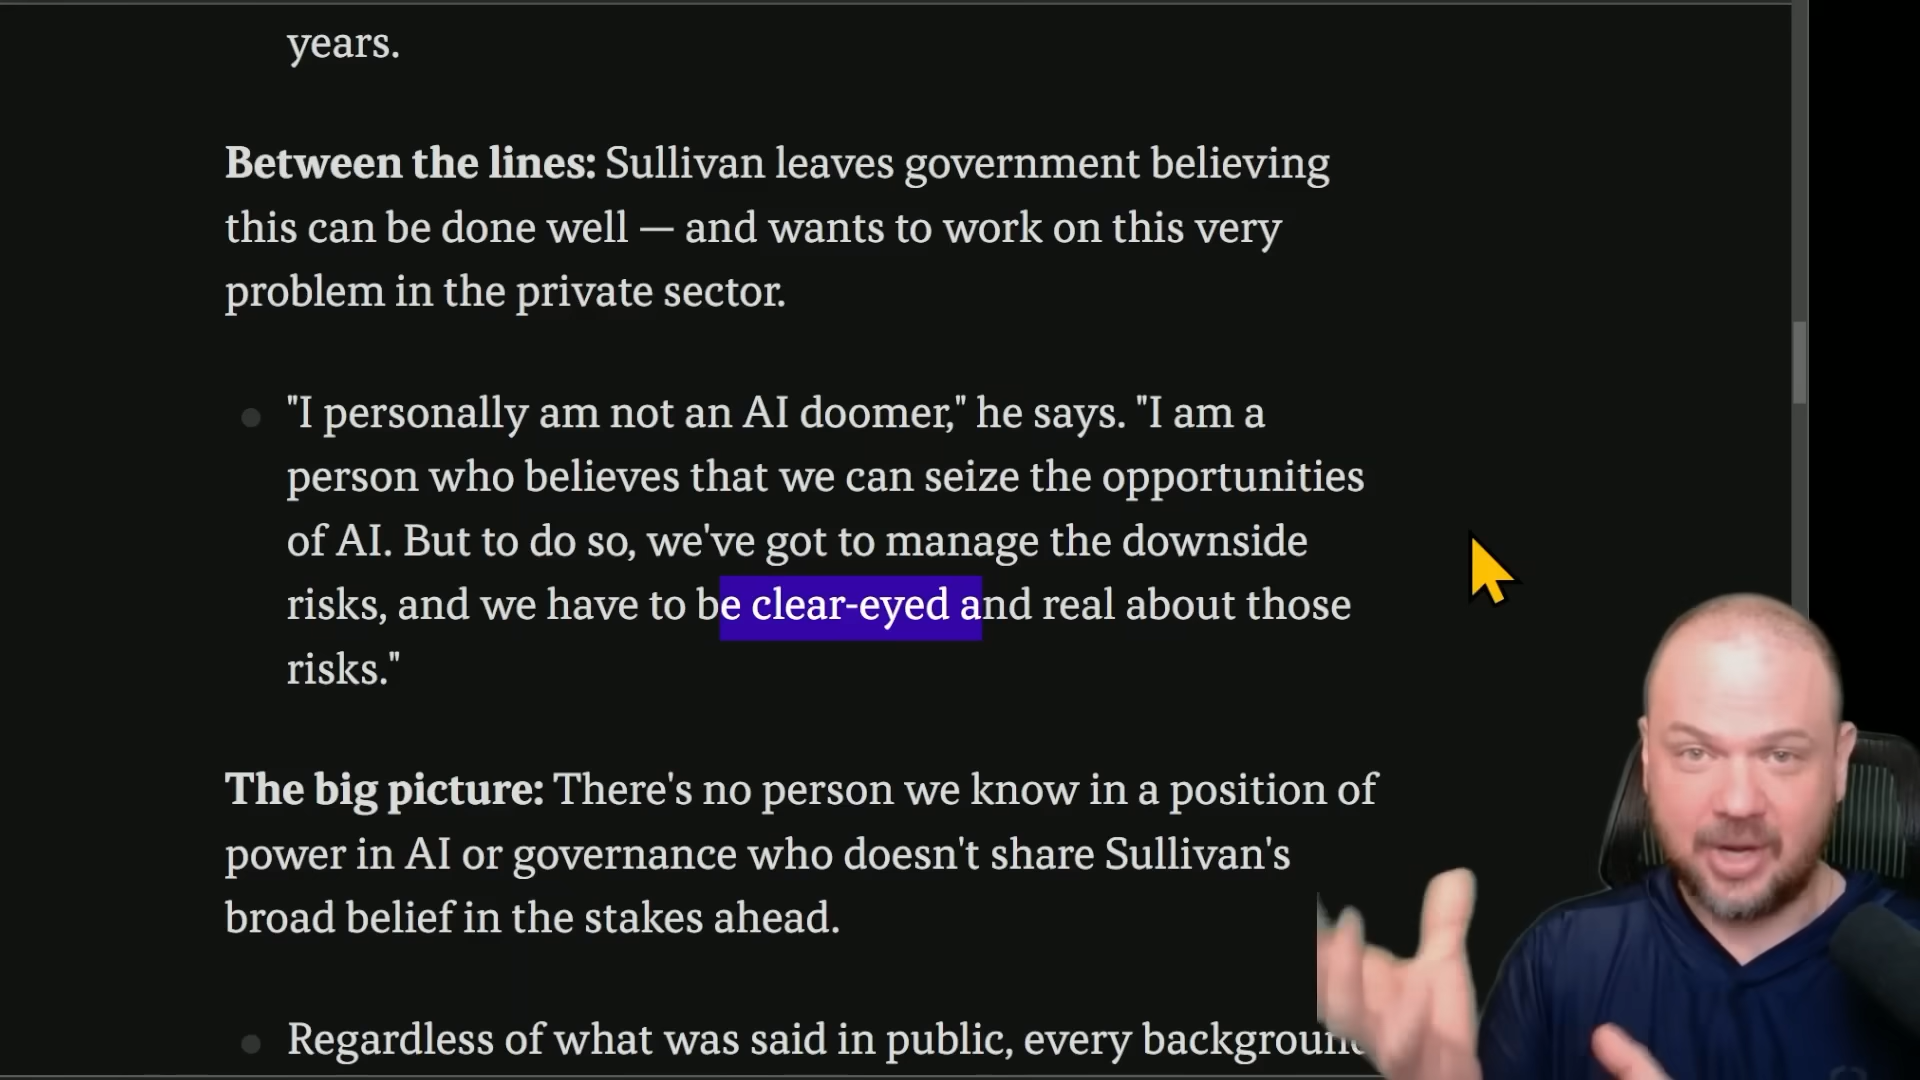 years.
Between the lines: Sullivan leaves government believing
this can be done well — and wants to work on this very
problem in the private sector.
"I personally am not an AI doomer," he says. "I am a
person who believes that we can seize the opportunities
of AI. But to do so, we've got to manage the downside
risks, and we have to be clear-eyed and real about those
risks."
The big picture: There's no person we know in a position of
power in AI or governance who doesn't share Sullivan's
broad belief in the stakes ahead.
Regardless of what was said in public, every background